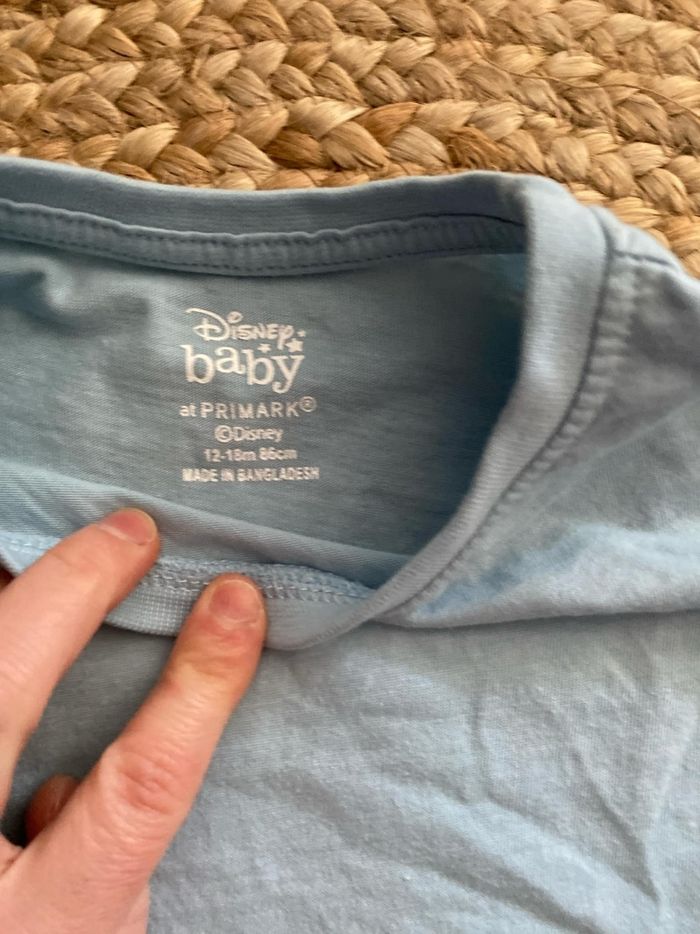 Disney
baby
at PRIMARK®
©Disney
12-18m 86cm
MADE IN BANGLADESH